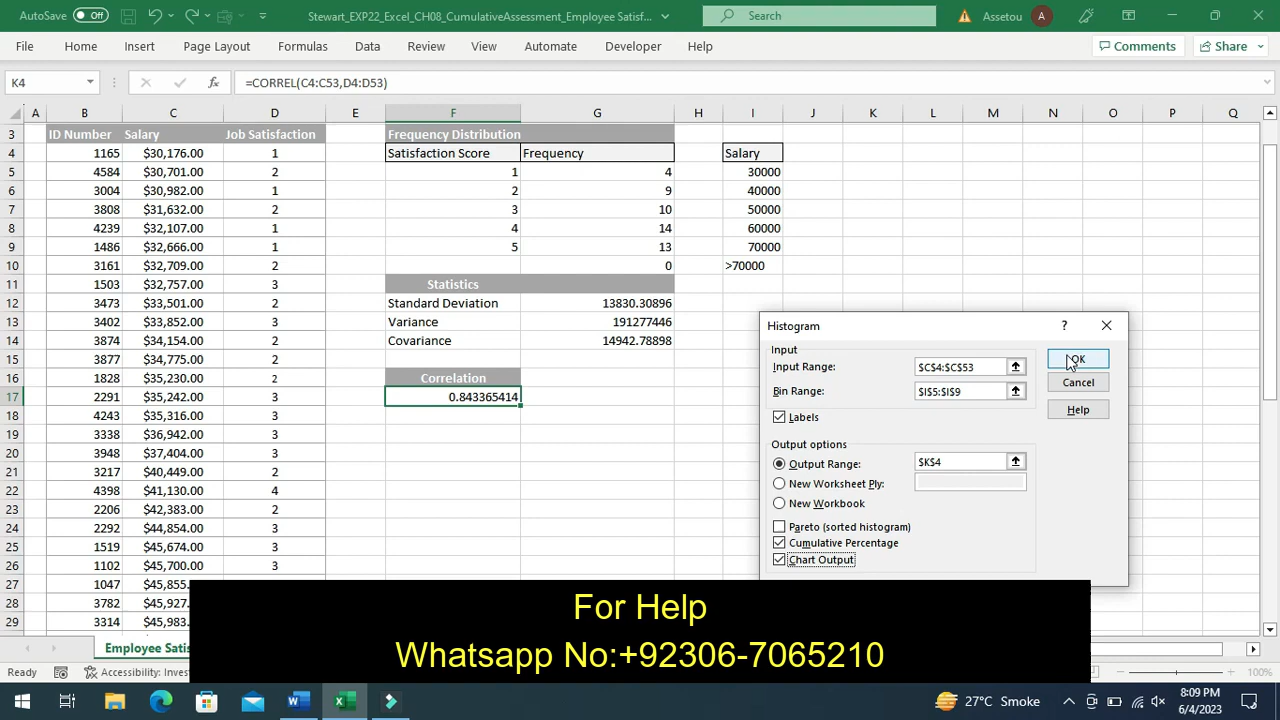 AutoSave Off Stewart_EXP22_Excel_CH08_CumulativeAssessment_Employee Satisf... Search Assetou A
File Home Insert Page Layout Formulas Data Review View Automate Developer Help Comments Share
K4 fx =CORREL(C4:C53,D4:D53)
A B C D E F G H I J K L M N O P Q
3 ID Number Salary Job Satisfaction Frequency Distribution
4 1165 $30,176.00 1 Satisfaction Score Frequency Salary
5 4584 $30,701.00 2 1 4 30000
6 3004 $30,982.00 1 2 9 40000
7 3808 $31,632.00 2 3 10 50000
8 4239 $32,107.00 1 4 14 60000
9 1486 $32,666.00 1 5 13 70000
10 3161 $32,709.00 2 0 >70000
11 1503 $32,757.00 3 Statistics
12 3473 $33,501.00 2 Standard Deviation 13830.30896
13 3402 $33,852.00 3 Variance 191277446
14 3874 $34,154.00 2 Covariance 14942.78898
15 3877 $34,775.00 2
16 1828 $35,230.00 2 Correlation
17 2291 $35,242.00 3 0.843365414
18 4243 $35,316.00 3
19 3338 $36,942.00 3
20 3948 $37,404.00 3
21 3217 $40,449.00 2
22 4398 $41,130.00 4
23 2206 $42,383.00 2
24 2292 $44,854.00 3
25 1519 $45,674.00 3
26 1102 $45,700.00 3
27 1047 $45,855.
28 3782 $45,927.
29 3314 $45,983.
Histogram ?
Input
Input Range: $C$4:$C$53 OK
Bin Range: $I$5:$I$9 Cancel
Labels Help
Output options
Output Range: $K$4
New Worksheet Ply:
New Workbook
Pareto (sorted histogram)
Cumulative Percentage
Chart Output
For Help
Whatsapp No:+92306-7065210
Employee Satis
Ready Accessibility: Inves 100%
27°C Smoke 8:09 PM
6/4/2023